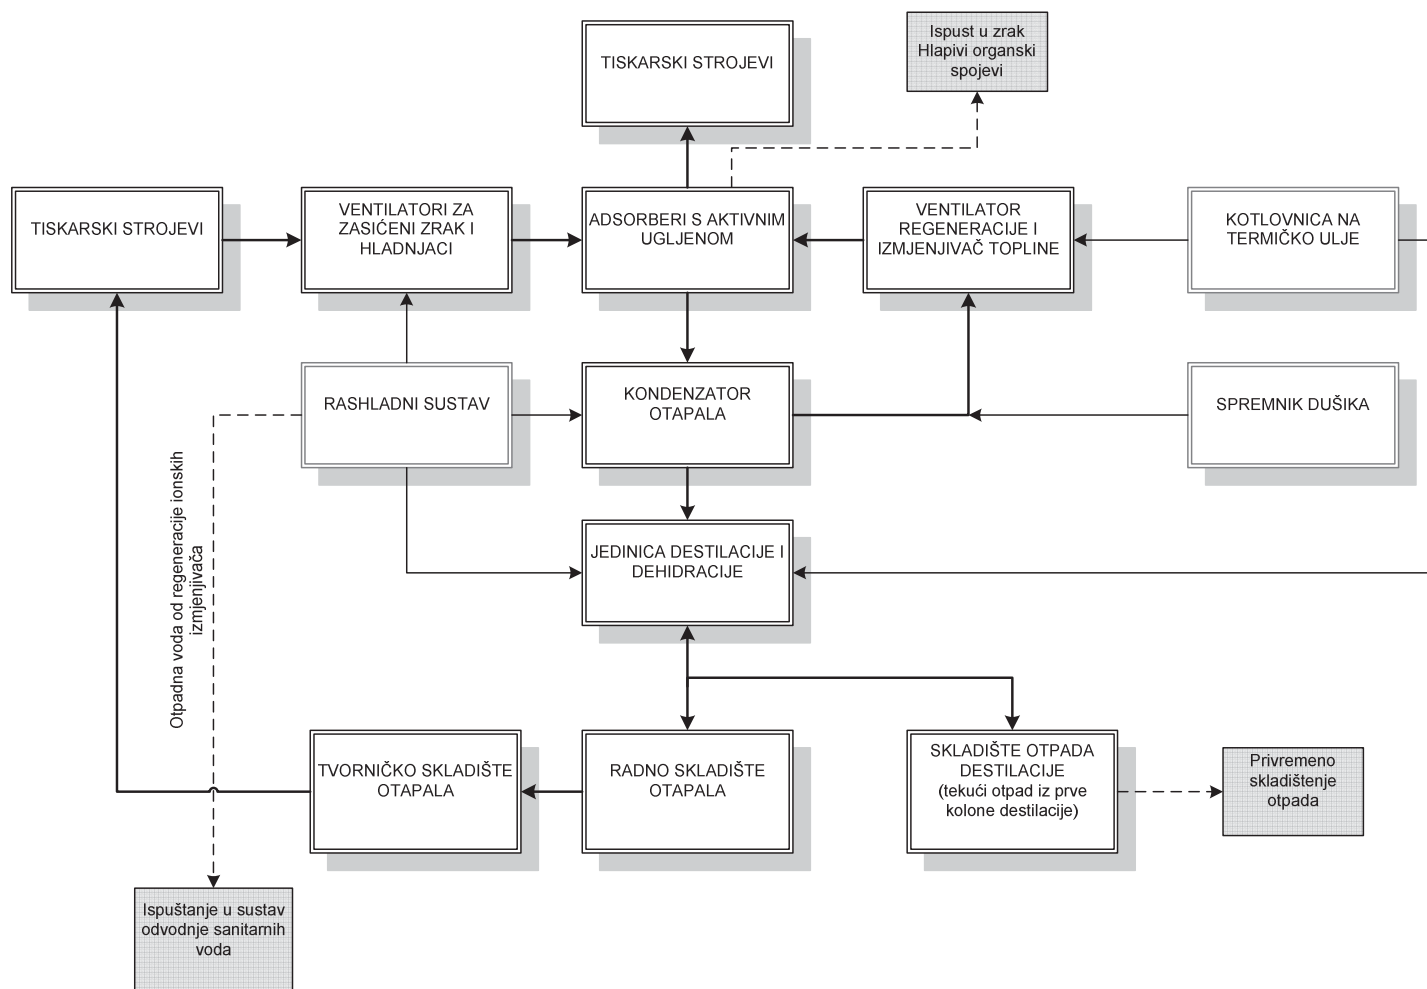 TISKARSKI STROJEVI
Ispust u zrak
Hlapivi organski
spojevi
TISKARSKI STROJEVI
VENTILATORI ZA
ZASIĆENI ZRAK I
HLADNJACI
ADSORBERI S AKTIVNIM
UGLJENOM
VENTILATOR
REGENERACIJE I
IZMJENJIVAČ TOPLINE
KOTLOVNICA NA
TERMIČKO ULJE
RASHLADNI SUSTAV
KONDENZATOR
OTAPALA
SPREMNIK DUŠIKA
Otpadna voda od regeneracije ionskih
izmjenjivača
JEDINICA DESTILACIJE I
DEHIDRACIJE
TVORNIČKO SKLADIŠTE
OTAPALA
RADNO SKLADIŠTE
OTAPALA
SKLADIŠTE OTPADA
DESTILACIJE
(tekući otpad iz prve
kolone destilacije)
Privremeno
skladištenje
otpada
Ispuštanje u sustav
odvodnje sanitarnih
voda